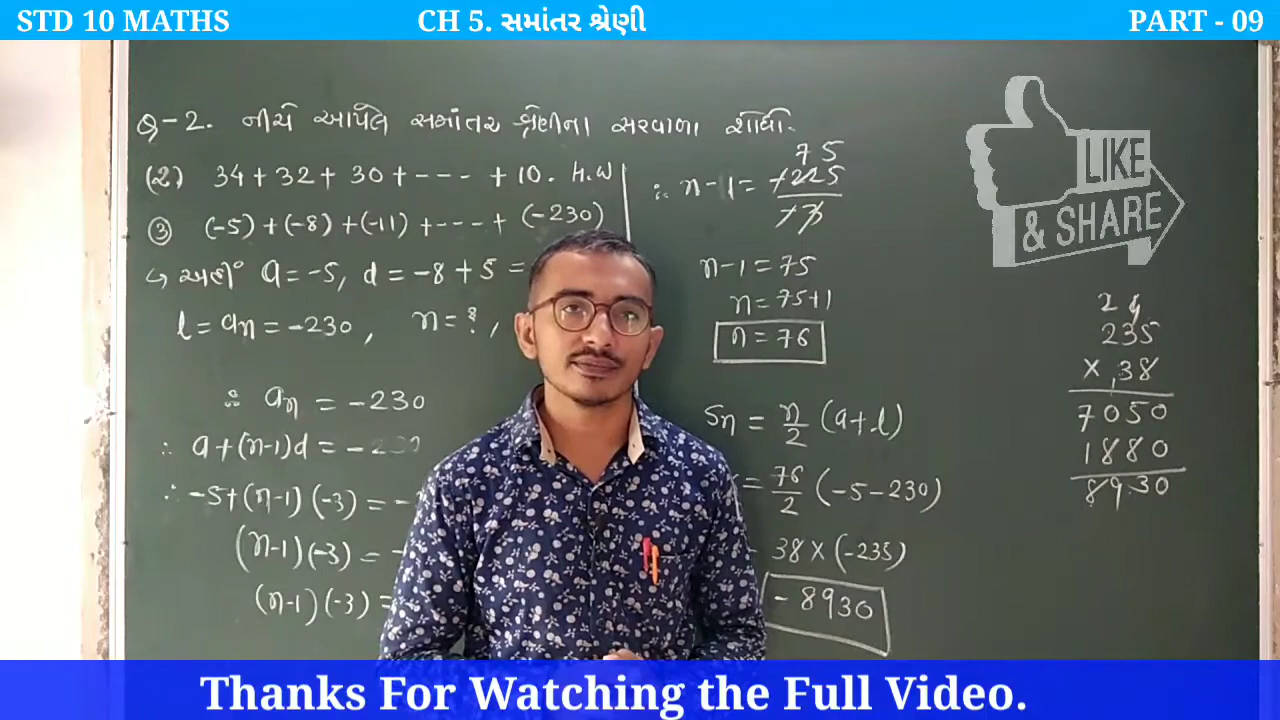 STD 10 MATHS CH 5. સમાંતર શ્રેણી PART - 09
Q-2. નીચે આપેલ સમાંતર શ્રેણીના સરવાળા શોધો.
(2) 34 + 32 + 30 + --- + 10. H.W
③ (-5) + (-8) + (-11) + --- + (-230)
↳ અહીં a = -5, d = -8 + 5 =
l = an = -230, n = ?,
∴ an = -230
∴ a + (n-1)d = -230
∴ -5 + (n-1)(-3) = -
(n-1)(-3) = -
(n-1)(-3) =
75
∴ n-1 = -225
-3
n-1 = 75
n = 75+1
n = 76
Sn = n/2 (a+l)
= 76/2 (-5-230)
= 38 × (-235)
-8930
LIKE
& SHARE
2 4
235
× 38
7050
1880
8930
Thanks For Watching the Full Video.